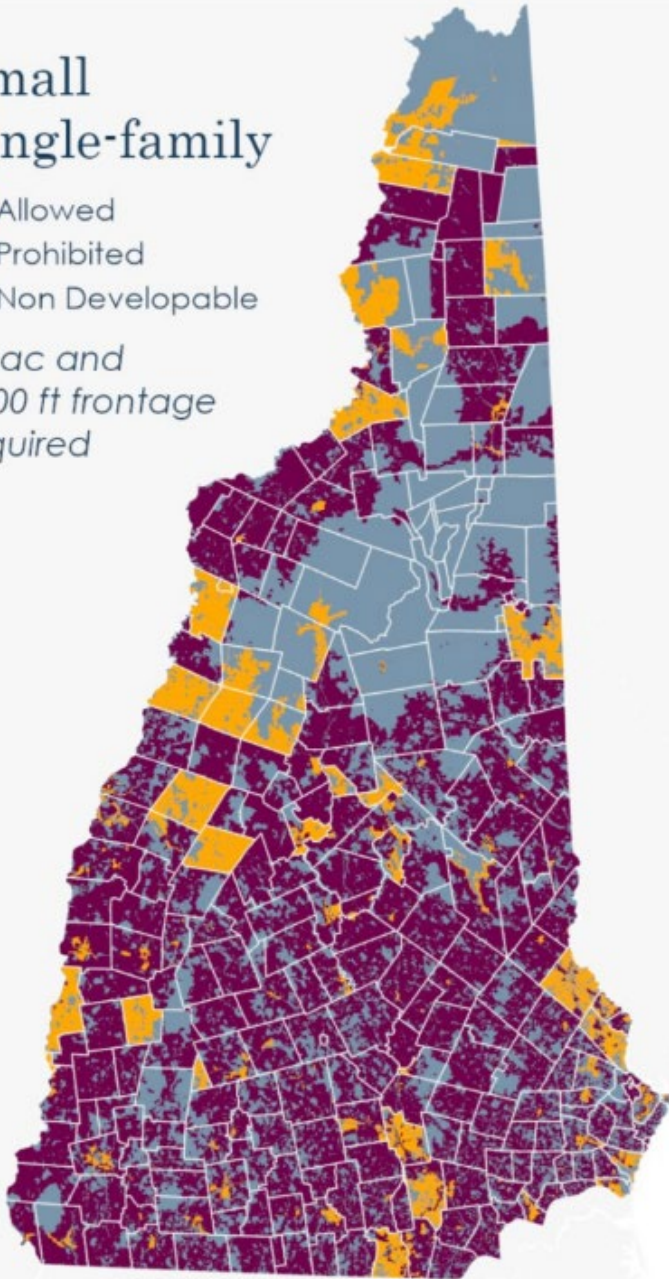 mall
ngle-family
Allowed
Prohibited
Non Developable
ac and
00 ft frontage
quired